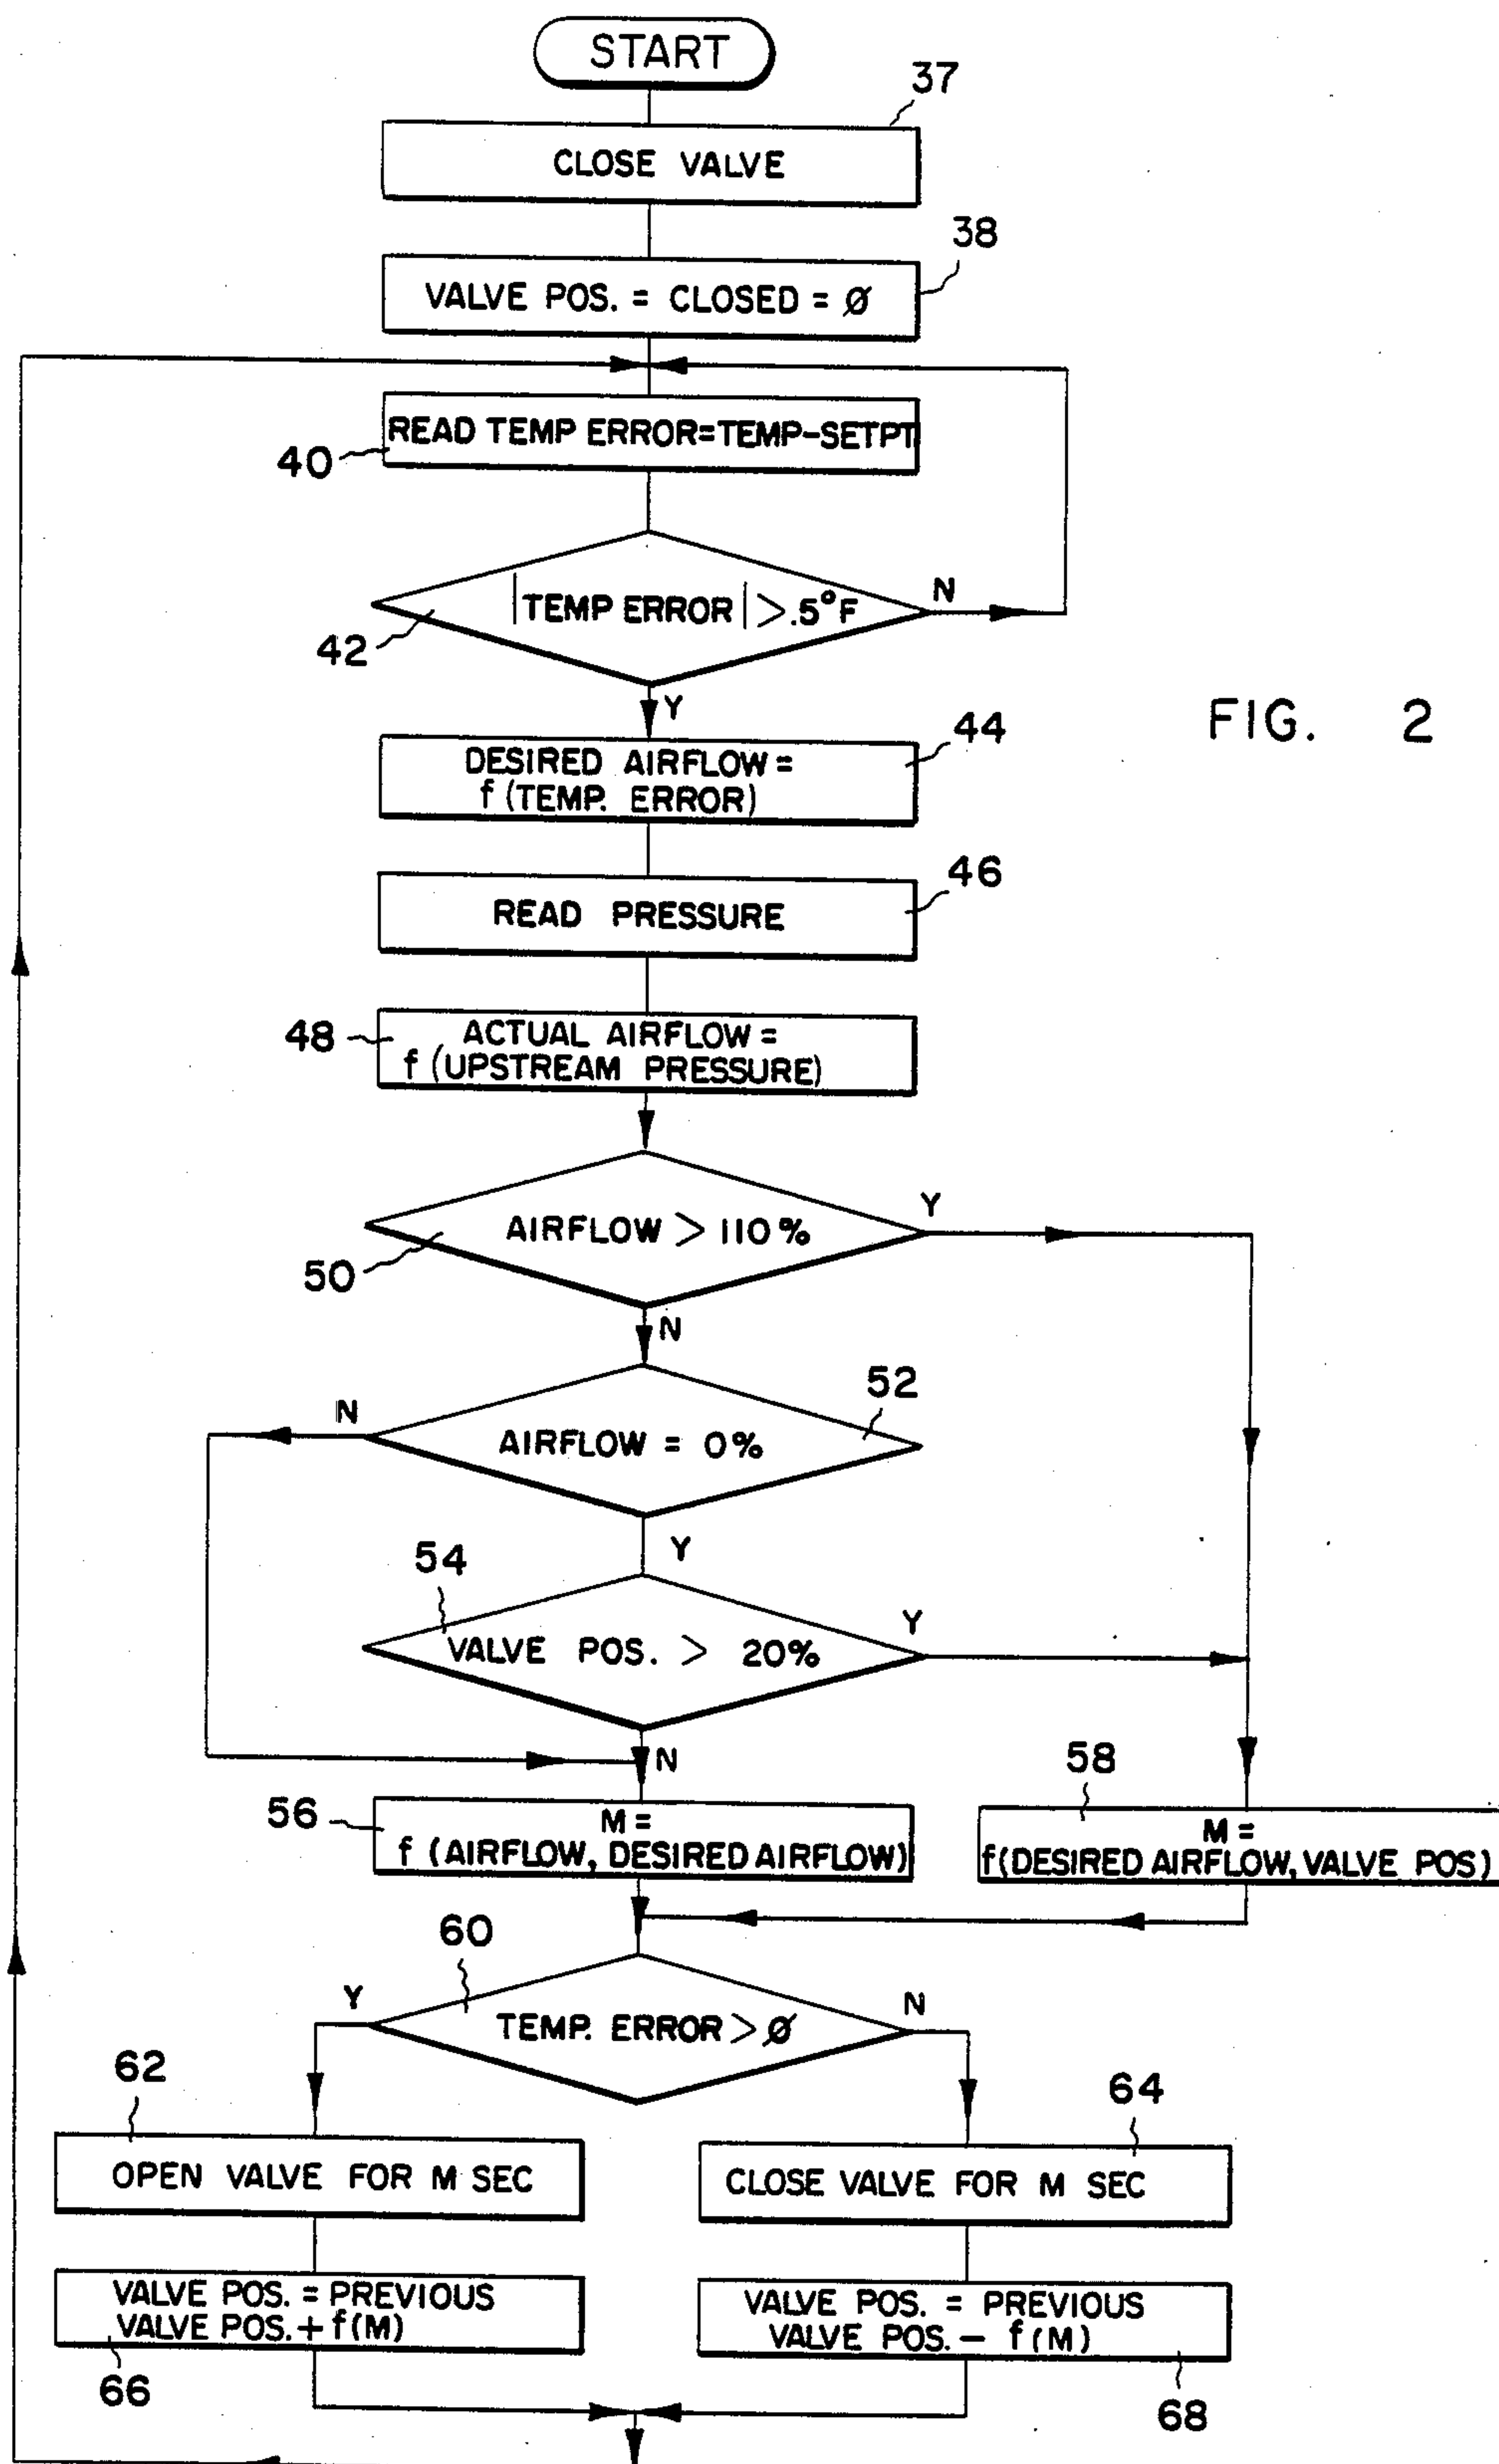 START
37
CLOSE VALVE
38
VALVE POS. = CLOSED = Ø
READ TEMP ERROR=TEMP-SETPT
40
|TEMP ERROR| > .5°F
N
42
Y
FIG. 2
44
DESIRED AIRFLOW =
f (TEMP. ERROR)
46
READ PRESSURE
48
ACTUAL AIRFLOW =
f (UPSTREAM PRESSURE)
Y
AIRFLOW > 110%
50
N
52
N
AIRFLOW = 0%
Y
54
Y
VALVE POS. > 20%
N
58
56
M =
f (AIRFLOW, DESIRED AIRFLOW)
M =
f(DESIRED AIRFLOW, VALVE POS)
60
Y
N
TEMP. ERROR > Ø
62
64
OPEN VALVE FOR M SEC
CLOSE VALVE FOR M SEC
VALVE POS. = PREVIOUS
VALVE POS. + f(M)
VALVE POS. = PREVIOUS
VALVE POS. – f(M)
66
68